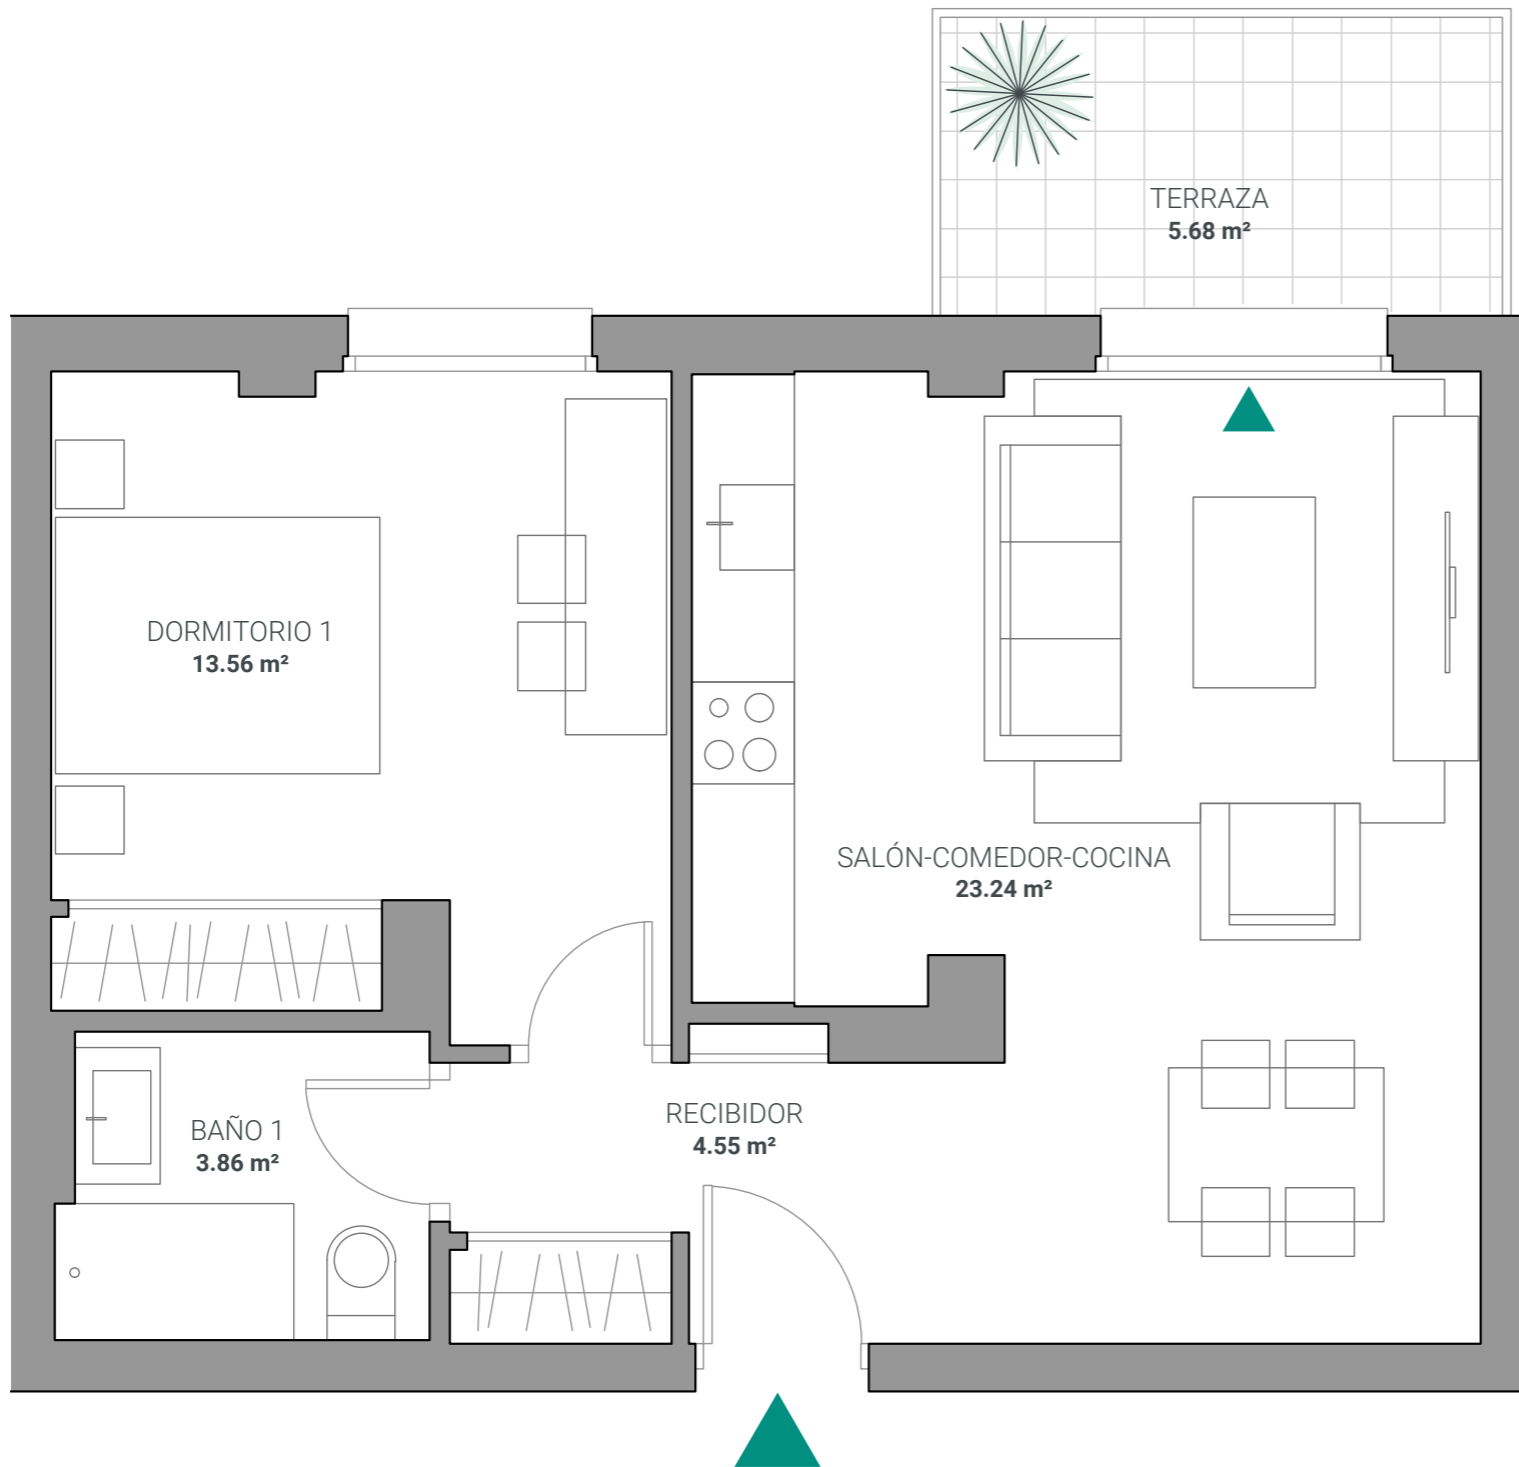 TERRAZA
5.68 m²
DORMITORIO 1
13.56 m²
SALÓN-COMEDOR-COCINA
23.24 m²
RECIBIDOR
4.55 m²
BAÑO 1
3.86 m²